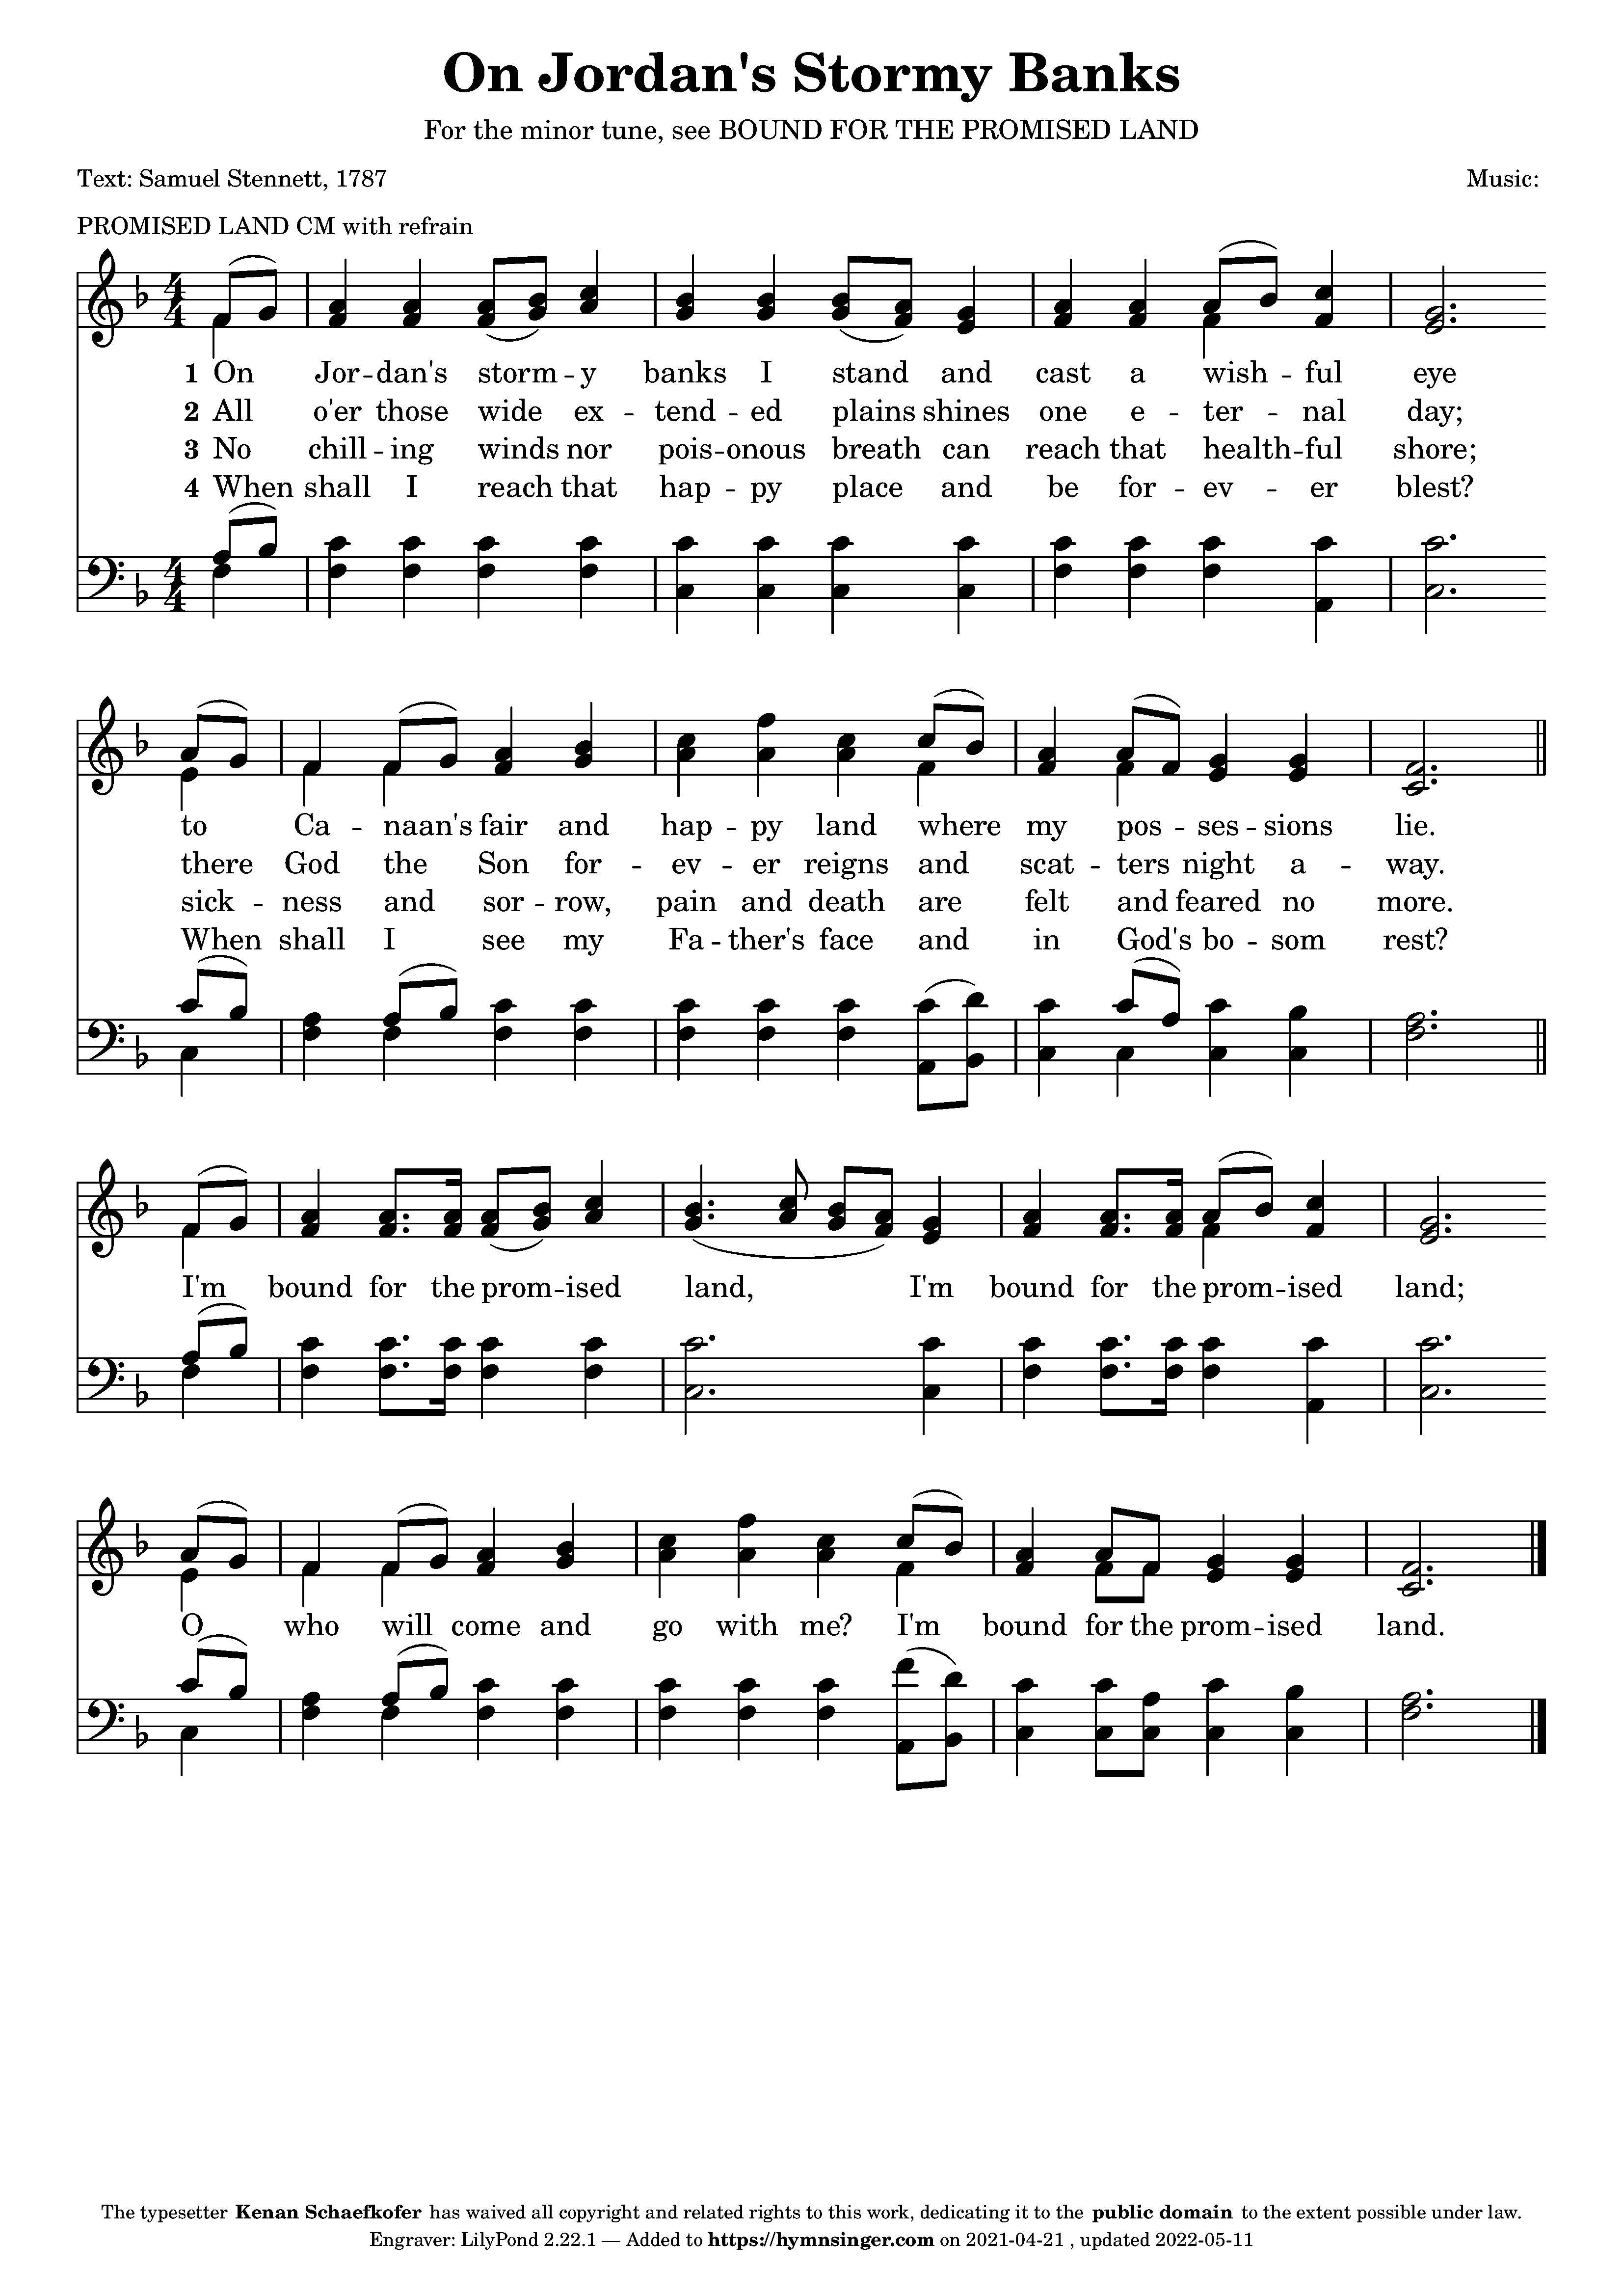 On Jordan's Stormy Banks
For the minor tune, see BOUND FOR THE PROMISED LAND
Text: Samuel Stennett, 1787
Music:
PROMISED LAND CM with refrain
1 On Jor -- dan's storm -- y banks I stand and cast a wish -- ful eye
2 All o'er those wide ex -- tend -- ed plains shines one e -- ter -- nal day;
3 No chill -- ing winds nor pois -- onous breath can reach that health -- ful shore;
4 When shall I reach that hap -- py place and be for -- ev -- er blest?
to Ca -- naan's fair and hap -- py land where my pos -- ses -- sions lie.
there God the Son for -- ev -- er reigns and scat -- ters night a -- way.
sick -- ness and sor -- row, pain and death are felt and feared no more.
When shall I see my Fa -- ther's face and in God's bo -- som rest?
I'm bound for the prom -- ised land, I'm bound for the prom -- ised land;
O who will come and go with me? I'm bound for the prom -- ised land.
The typesetter Kenan Schaefkofer has waived all copyright and related rights to this work, dedicating it to the public domain to the extent possible under law.
Engraver: LilyPond 2.22.1 — Added to https://hymnsinger.com on 2021-04-21 , updated 2022-05-11